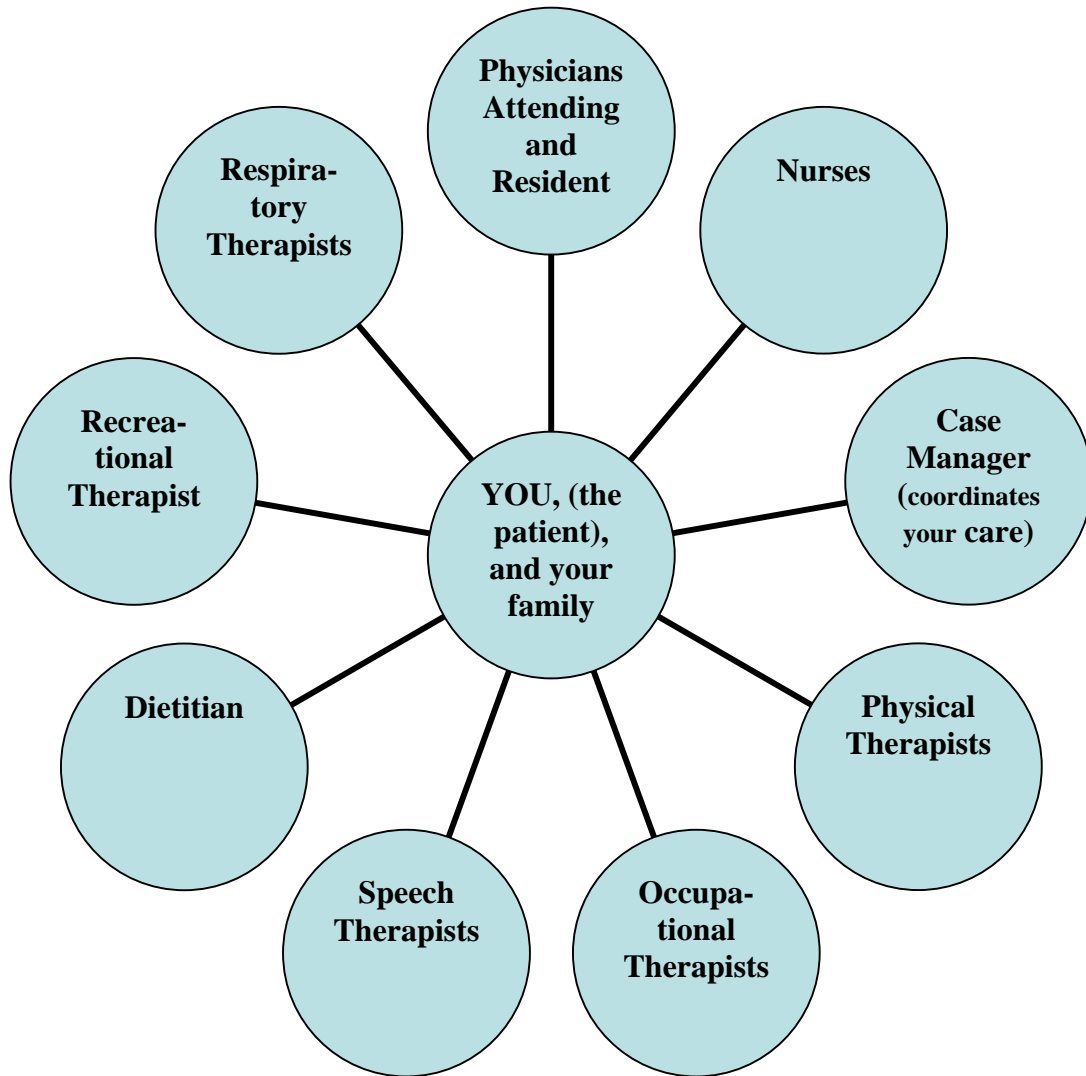 Physicians
Attending
and
Resident
Nurses
Case
Manager
(coordinates
your care)
Physical
Therapists
Occupa-
tional
Therapists
Speech
Therapists
Dietitian
Recrea-
tional
Therapist
Respira-
tory
Therapists
YOU, (the
patient),
and your
family